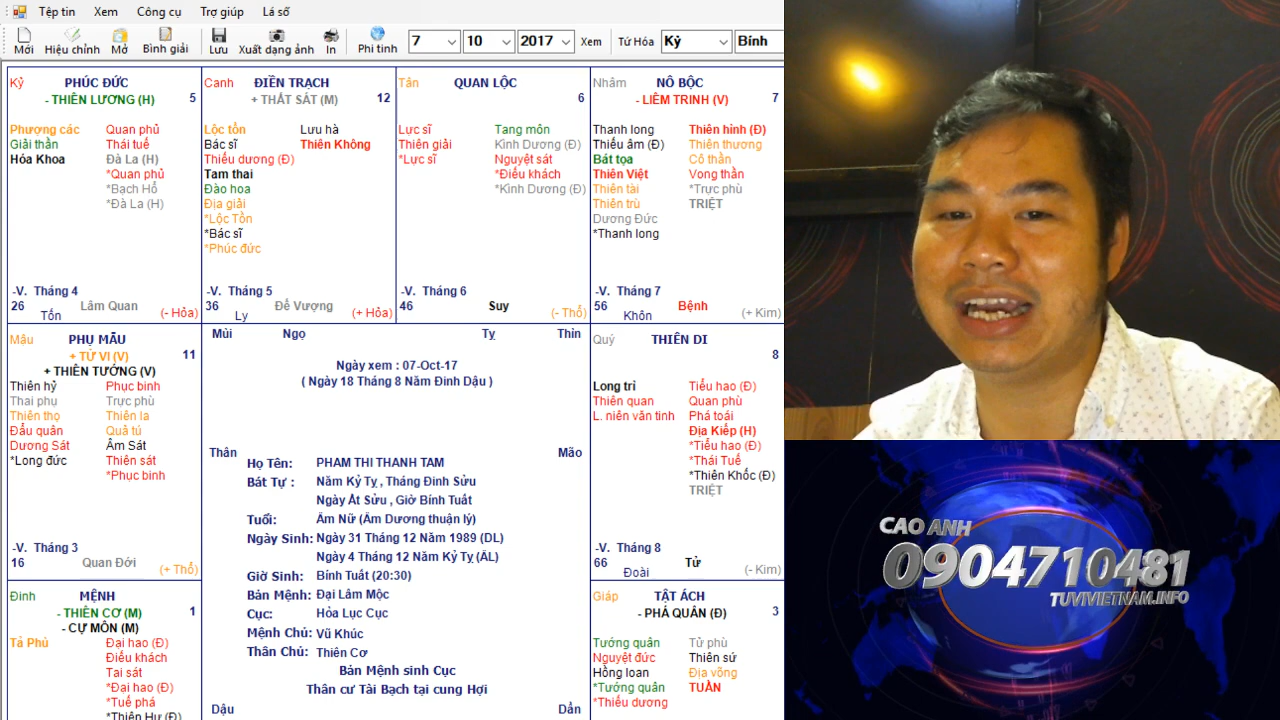 Tệp tin Xem Công cụ Trợ giúp Lá số
Mới Hiệu chỉnh Mở Bình giải Lưu Xuất dạng ảnh In Phi tinh 7 10 2017 Xem Tứ Hóa Kỷ Bính
Kỷ PHÚC ĐỨC
- THIÊN LƯƠNG (H) 5
Phượng các Quan phủ
Giải thần Thái tuế
Hóa Khoa Đà La (H)
*Quan phủ
*Bạch Hổ
*Đà La (H)
-V. Tháng 4
26 Lâm Quan (- Hỏa)
Tốn
Canh ĐIỀN TRẠCH
+ THẤT SÁT (M) 12
Lộc tồn Lưu hà
Bác sĩ Thiên Không
Thiếu dương (Đ)
Tam thai
Đào hoa
Địa giải
*Lộc Tồn
*Bác sĩ
*Phúc đức
-V. Tháng 5
36 Đế Vượng (+ Hỏa)
Ly
Tân QUAN LỘC
6
Lực sĩ Tang môn
Thiên giải Kình Dương (Đ)
*Lực sĩ Nguyệt sát
*Điếu khách
*Kình Dương (Đ)
-V. Tháng 6
46 Suy (- Thổ)
Nhâm NÔ BỘC
- LIÊM TRINH (V) 7
Thanh long Thiên hình (Đ)
Thiếu âm (Đ) Thiên thương
Bát tọa Cô thần
Thiên Việt Vong thần
Thiên tài *Trực phù
Thiên trù TRIỆT
Dương Đức
*Thanh long
-V. Tháng 7
56 Bệnh (+ Kim)
Khôn
Mậu PHỤ MẪU
+ TỬ VI (V) 11
+ THIÊN TƯỚNG (V)
Thiên hỷ Phục binh
Thai phụ Trực phù
Thiên thọ Thiên la
Đẩu quân Quả tú
Dương Sát Âm Sát
*Long đức Thiên sát
*Phục binh
-V. Tháng 3
16 Quan Đới (+ Thổ)
Mùi Ngọ Tỵ Thìn
Ngày xem : 07-Oct-17
( Ngày 18 Tháng 8 Năm Đinh Dậu )
Thân Mão
Họ Tên: PHAM THI THANH TAM
Bát Tự : Năm Kỷ Tỵ , Tháng Đinh Sửu
Ngày Ất Sửu , Giờ Bính Tuất
Tuổi: Âm Nữ (Âm Dương thuận lý)
Ngày Sinh: Ngày 31 Tháng 12 Năm 1989 (DL)
Ngày 4 Tháng 12 Năm Kỷ Tỵ (ÂL)
Giờ Sinh: Bính Tuất (20:30)
Bản Mệnh: Đại Lâm Mộc
Cục: Hỏa Lục Cục
Mệnh Chủ: Vũ Khúc
Thân Chủ: Thiên Cơ
Bản Mệnh sinh Cục
Thân cư Tài Bạch tại cung Hợi
Dậu Dần
Quý THIÊN DI
8
Long trì Tiểu hao (Đ)
Thiên quan Quan phù
L. niên văn tinh Phá toái
Địa Kiếp (H)
*Tiểu hao (Đ)
*Thái Tuế
*Thiên Khốc (Đ)
TRIỆT
-V. Tháng 8
66 Tử (- Kim)
Đoài
Đinh MỆNH
- THIÊN CƠ (M) 1
- CỰ MÔN (M)
Tả Phù Đại hao (Đ)
Điếu khách
Tai sát
*Đại hao (Đ)
*Tuế phá
*Thiên Hư (Đ)
Giáp TẬT ÁCH
- PHÁ QUÂN (Đ) 3
Tướng quân Tử phù
Nguyệt đức Thiên sứ
Hồng loan Địa võng
*Tướng quân TUẦN
*Thiếu dương
CAO ANH
0904710481
TUVIVIETNAM.INFO